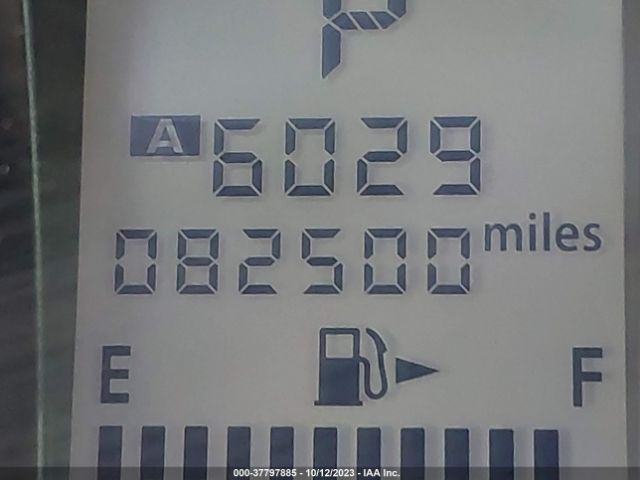 P
A 6029
082500 miles
E F
000-37797885 - 10/12/2023 - IAA Inc.